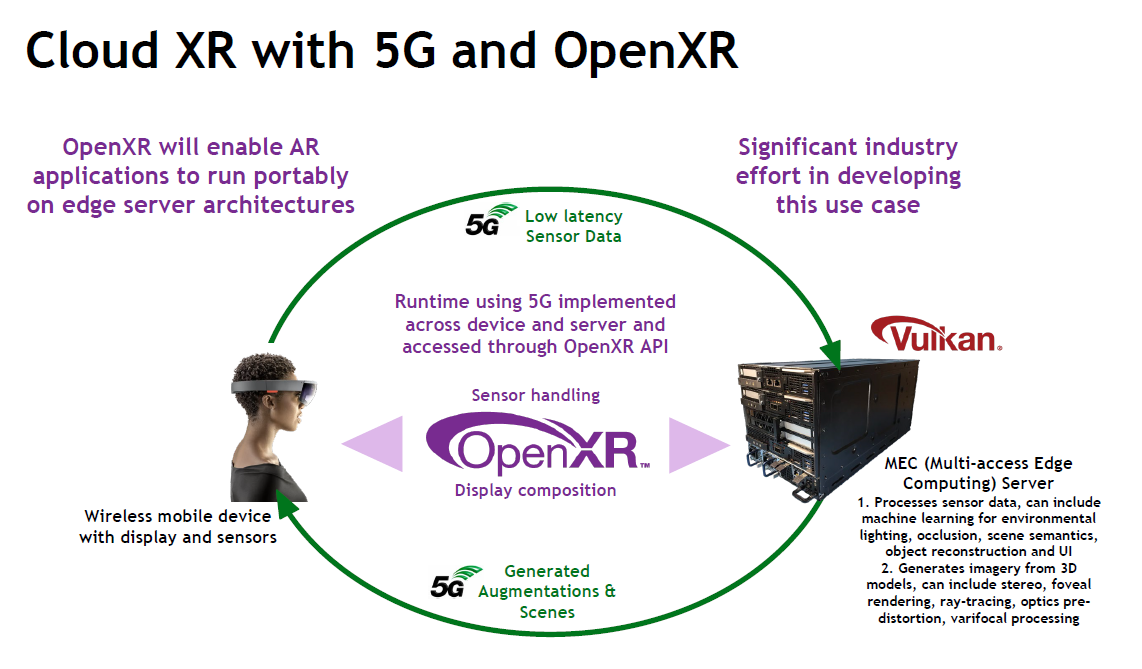 Cloud XR with 5G and OpenXR
OpenXR will enable AR
applications to run portably
on edge server architectures
Significant industry
effort in developing
this use case
5G
Low latency
Sensor Data
Runtime using 5G implemented
across device and server and
accessed through OpenXR API
Vulkan®
Sensor handling
OpenXR™
Display composition
Wireless mobile device
with display and sensors
MEC (Multi-access Edge
Computing) Server
1. Processes sensor data, can include
machine learning for environmental
lighting, occlusion, scene semantics,
object reconstruction and UI
2. Generates imagery from 3D
models, can include stereo, foveal
rendering, ray-tracing, optics pre-
distortion, varifocal processing
5G
Generated
Augmentations &
Scenes